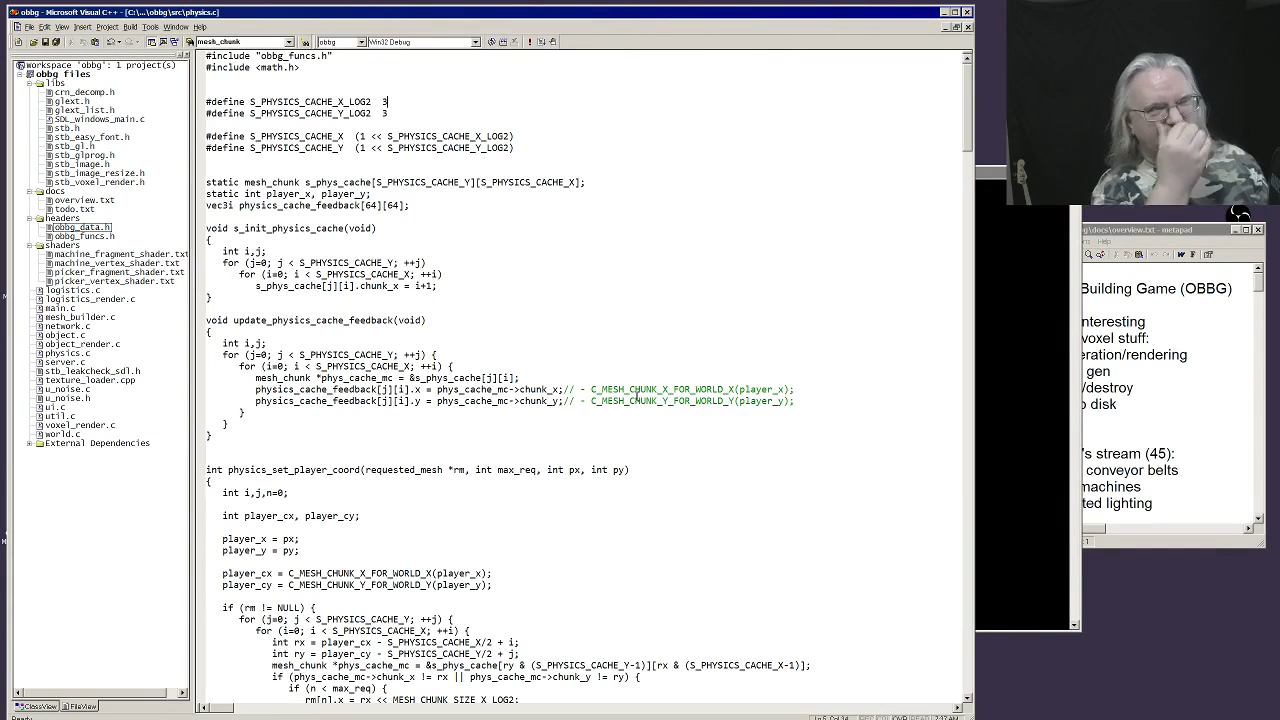 obbg - Microsoft Visual C++ - [C:\...\obbg\src\physics.c]
File Edit View Insert Project Build Tools Window Help
mesh_chunk
obbg
Win32 Debug
Workspace 'obbg': 1 project(s)
obbg files
libs
crn_decomp.h
glext.h
glext_list.h
SDL_windows_main.c
stb.h
stb_easy_font.h
stb_gl.h
stb_glprog.h
stb_image.h
stb_image_resize.h
stb_voxel_render.h
docs
overview.txt
todo.txt
headers
obbg_data.h
obbg_funcs.h
shaders
machine_fragment_shader.txt
machine_vertex_shader.txt
picker_fragment_shader.txt
picker_vertex_shader.txt
logistics.c
logistics_render.c
main.c
mesh_builder.c
network.c
object.c
object_render.c
physics.c
server.c
stb_leakcheck_sdl.h
texture_loader.cpp
u_noise.c
u_noise.h
ui.c
util.c
voxel_render.c
world.c
External Dependencies
ClassView FileView
#include "obbg_funcs.h"
#include <math.h>
#define S_PHYSICS_CACHE_X_LOG2  3
#define S_PHYSICS_CACHE_Y_LOG2  3
#define S_PHYSICS_CACHE_X  (1 << S_PHYSICS_CACHE_X_LOG2)
#define S_PHYSICS_CACHE_Y  (1 << S_PHYSICS_CACHE_Y_LOG2)
static mesh_chunk s_phys_cache[S_PHYSICS_CACHE_Y][S_PHYSICS_CACHE_X];
static int player_x, player_y;
vec3i physics_cache_feedback[64][64];
void s_init_physics_cache(void)
{
int i,j;
for (j=0; j < S_PHYSICS_CACHE_Y; ++j)
for (i=0; i < S_PHYSICS_CACHE_X; ++i)
s_phys_cache[j][i].chunk_x = i+1;
}
void update_physics_cache_feedback(void)
{
int i,j;
for (j=0; j < S_PHYSICS_CACHE_Y; ++j) {
for (i=0; i < S_PHYSICS_CACHE_X; ++i) {
mesh_chunk *phys_cache_mc = &s_phys_cache[j][i];
physics_cache_feedback[j][i].x = phys_cache_mc->chunk_x;// - C_MESH_CHUNK_X_FOR_WORLD_X(player_x);
physics_cache_feedback[j][i].y = phys_cache_mc->chunk_y;// - C_MESH_CHUNK_Y_FOR_WORLD_Y(player_y);
}
}
}
int physics_set_player_coord(requested_mesh *rm, int max_req, int px, int py)
{
int i,j,n=0;
int player_cx, player_cy;
player_x = px;
player_y = py;
player_cx = C_MESH_CHUNK_X_FOR_WORLD_X(player_x);
player_cy = C_MESH_CHUNK_Y_FOR_WORLD_Y(player_y);
if (rm != NULL) {
for (j=0; j < S_PHYSICS_CACHE_Y; ++j) {
for (i=0; i < S_PHYSICS_CACHE_X; ++i) {
int rx = player_cx - S_PHYSICS_CACHE_X/2 + i;
int ry = player_cy - S_PHYSICS_CACHE_Y/2 + j;
mesh_chunk *phys_cache_mc = &s_phys_cache[ry & (S_PHYSICS_CACHE_Y-1)][rx & (S_PHYSICS_CACHE_X-1)];
if (phys_cache_mc->chunk_x != rx || phys_cache_mc->chunk_y != ry) {
if (n < max_req) {
rm[n].x = rx << MESH_CHUNK_SIZE_X_LOG2;
g\docs\overview.txt - metapad
Help
Building Game (OBBG)
interesting
voxel stuff:
eration/rendering
gen
/destroy
o disk
's stream (45):
conveyor belts
machines
ted lighting